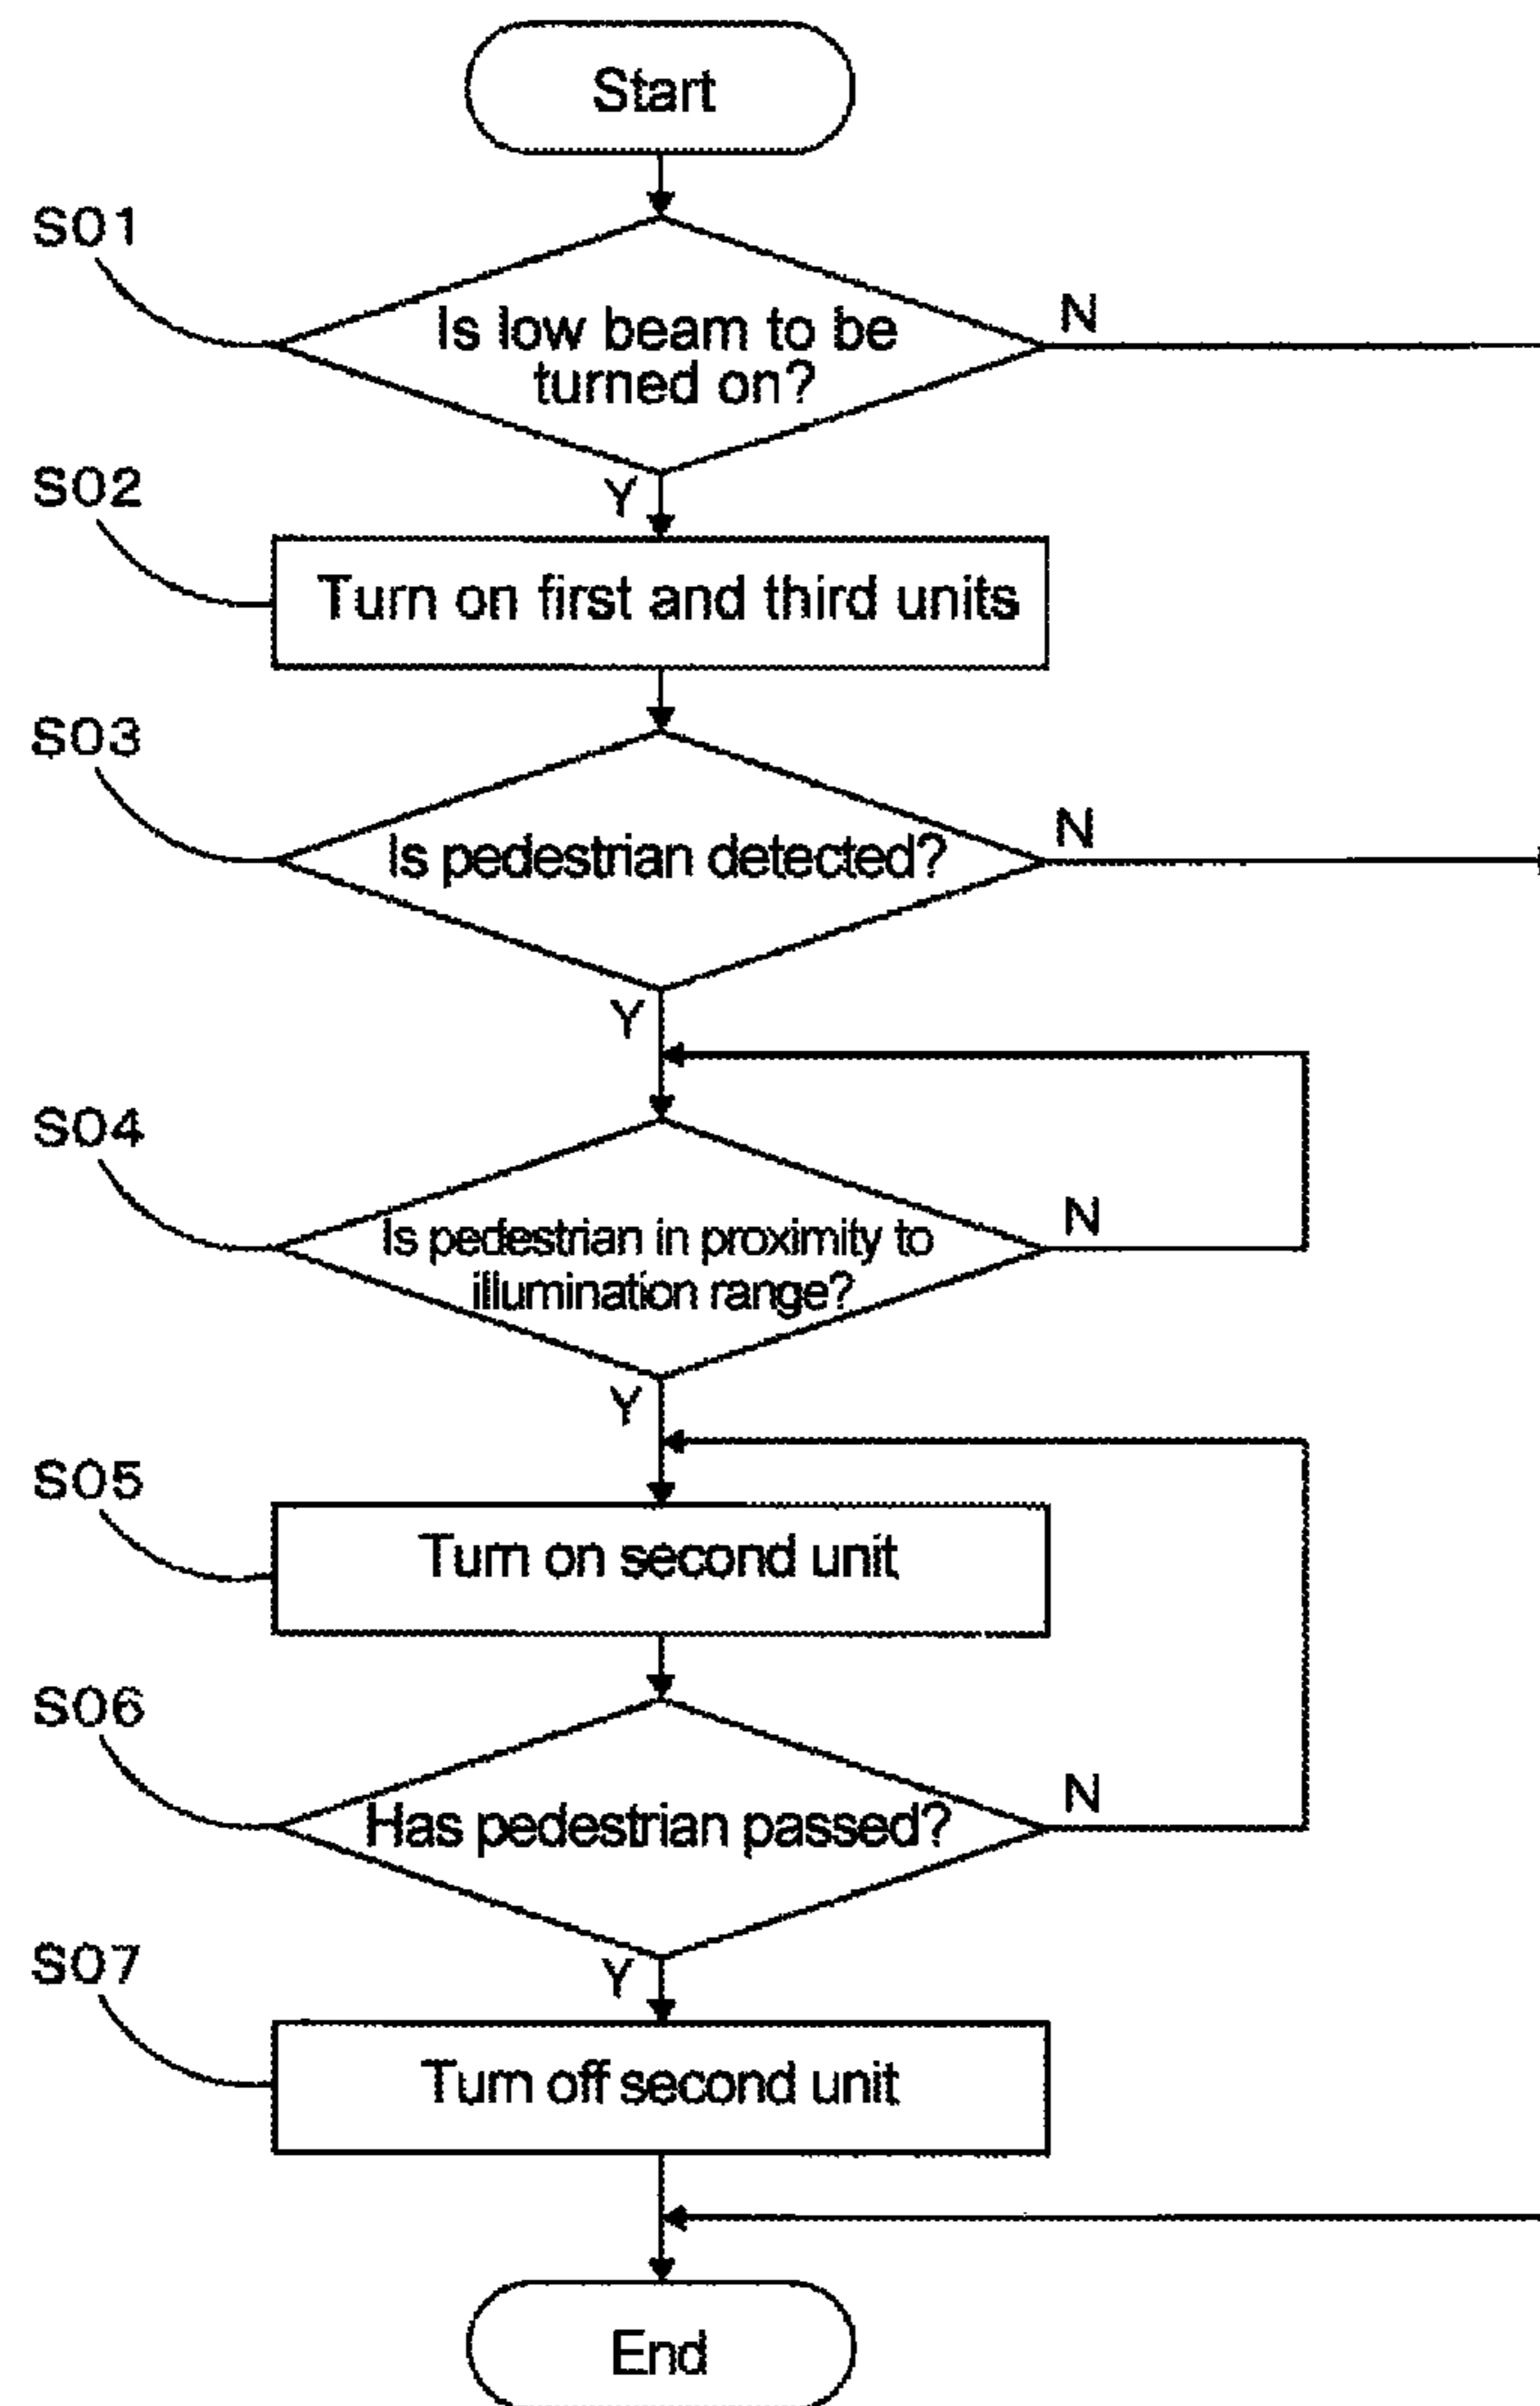 Start
S01
Is low beam to be
turned on?
N
Y
S02
Turn on first and third units
S03
Is pedestrian detected?
N
Y
S04
Is pedestrian in proximity to
illumination range?
N
Y
S05
Turn on second unit
S06
Has pedestrian passed?
N
Y
S07
Turn off second unit
End